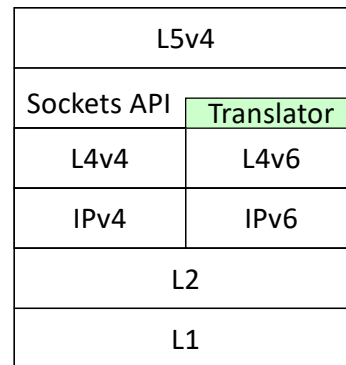 L5v4
Sockets API Translator
L4v4 L4v6
IPv4 IPv6
L2
L1